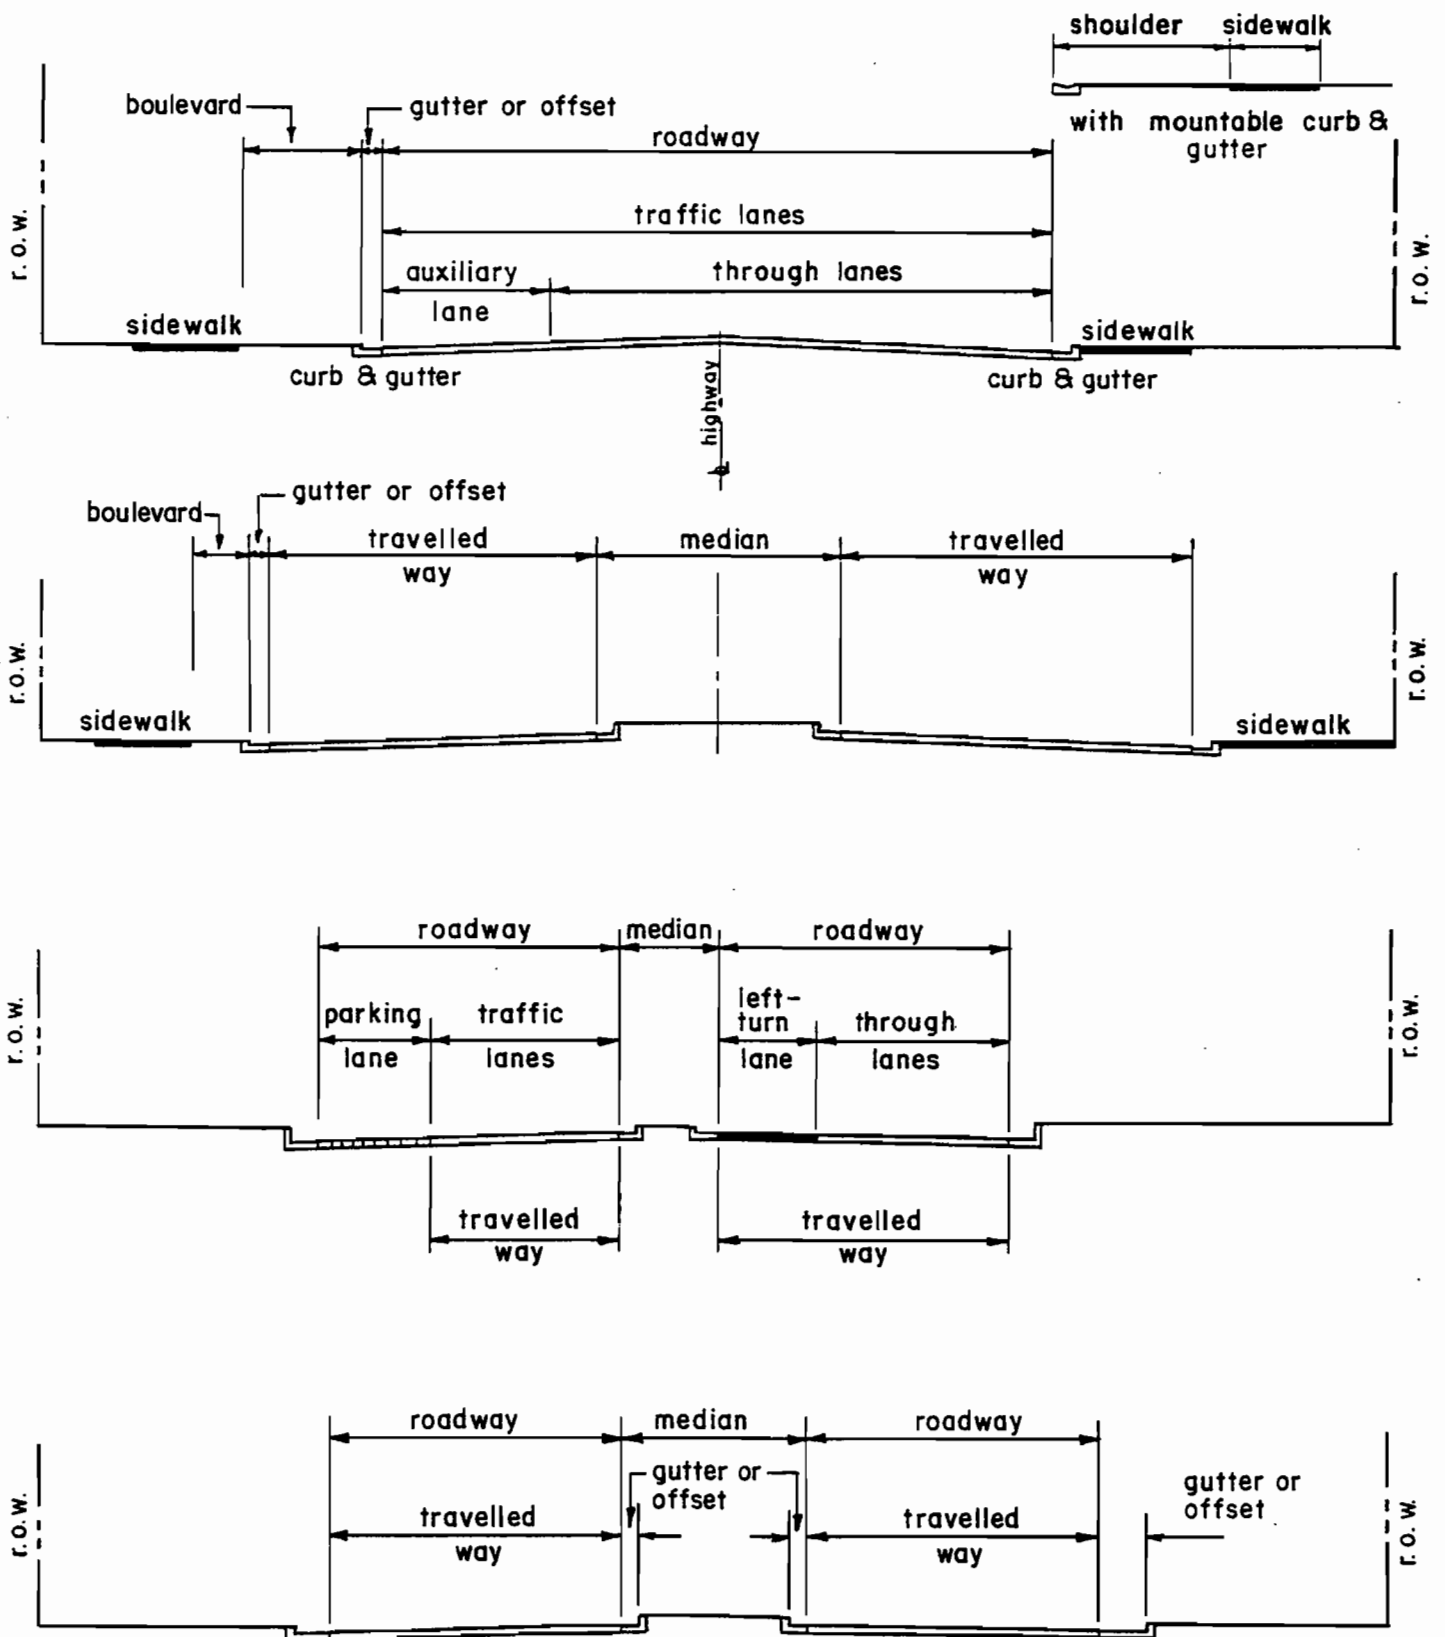 shoulder sidewalk
with mountable curb &
gutter
boulevard
gutter or offset
roadway
traffic lanes
auxiliary
lane
through lanes
r.o.w.
r.o.w.
sidewalk
sidewalk
curb & gutter
curb & gutter
highway
boulevard
gutter or offset
travelled
way
median
travelled
way
r.o.w.
r.o.w.
sidewalk
sidewalk
roadway
median
roadway
parking
lane
traffic
lanes
left-
turn
lane
through
lanes
r.o.w.
r.o.w.
travelled
way
travelled
way
roadway
median
roadway
gutter or
offset
gutter or
offset
travelled
way
travelled
way
r.o.w.
r.o.w.